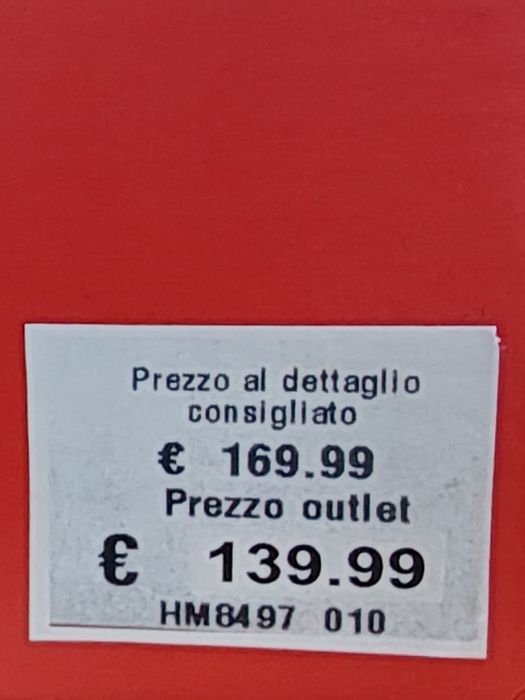 Prezzo al dettaglio
consigliato
€ 169.99
Prezzo outlet
€ 139.99
HM8497 010